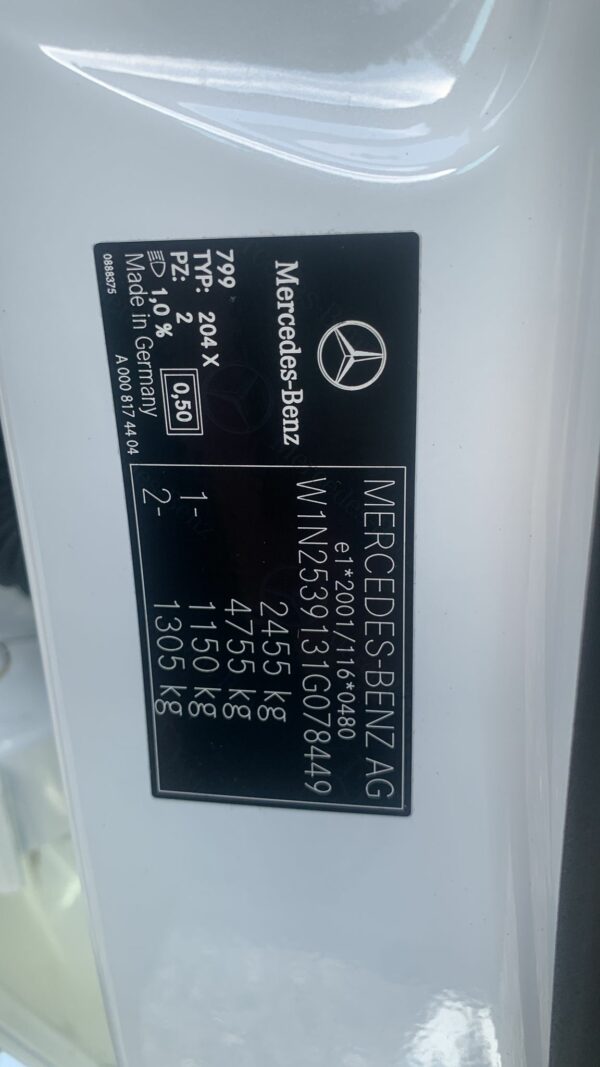 Mercedes-Benz
799
TYP: 204 X
PZ: 2
1,0 %
0,50
Made in Germany
0888375
A 000 817 44 04
MERCEDES-BENZ AG
e1*2001/116*0480
W1N2539131G078449
2455 kg
4755 kg
1- 1150 kg
2- 1305 kg